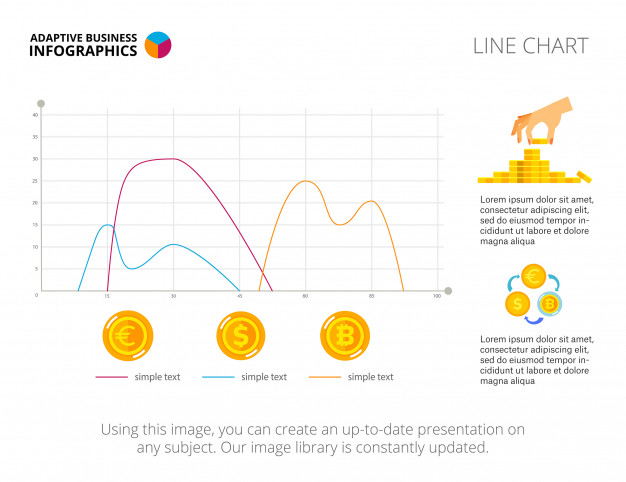 ADAPTIVE BUSINESS
INFOGRAPHICS
LINE CHART
40
35
30
25
20
15
10
5
0
15
30
45
60
85
100
Lorem ipsum dolor sit amet,
consectetur adipiscing elit,
sed do eiusmod tempor in-
cididunt ut labore et dolore
magna aliqua
Lorem ipsum dolor sit amet,
consectetur adipiscing elit,
sed do eiusmod tempor in-
cididunt ut labore et dolore
magna aliqua
simple text
simple text
simple text
Using this image, you can create an up-to-date presentation on
any subject. Our image library is constantly updated.